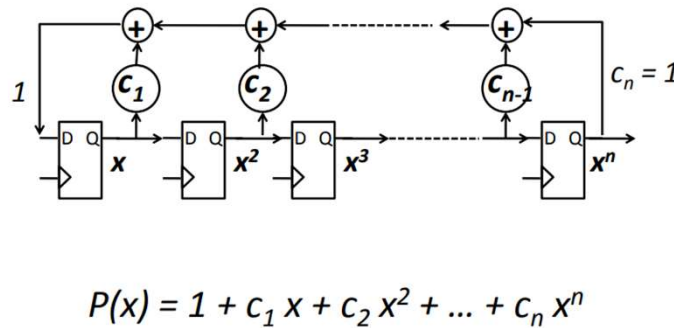 + + +
1 c₁ c₂ cₙ₋₁ cₙ = 1
D Q x D Q x² D Q x³ D Q xⁿ
P(x) = 1 + c₁ x + c₂ x² + ... + cₙ xⁿ